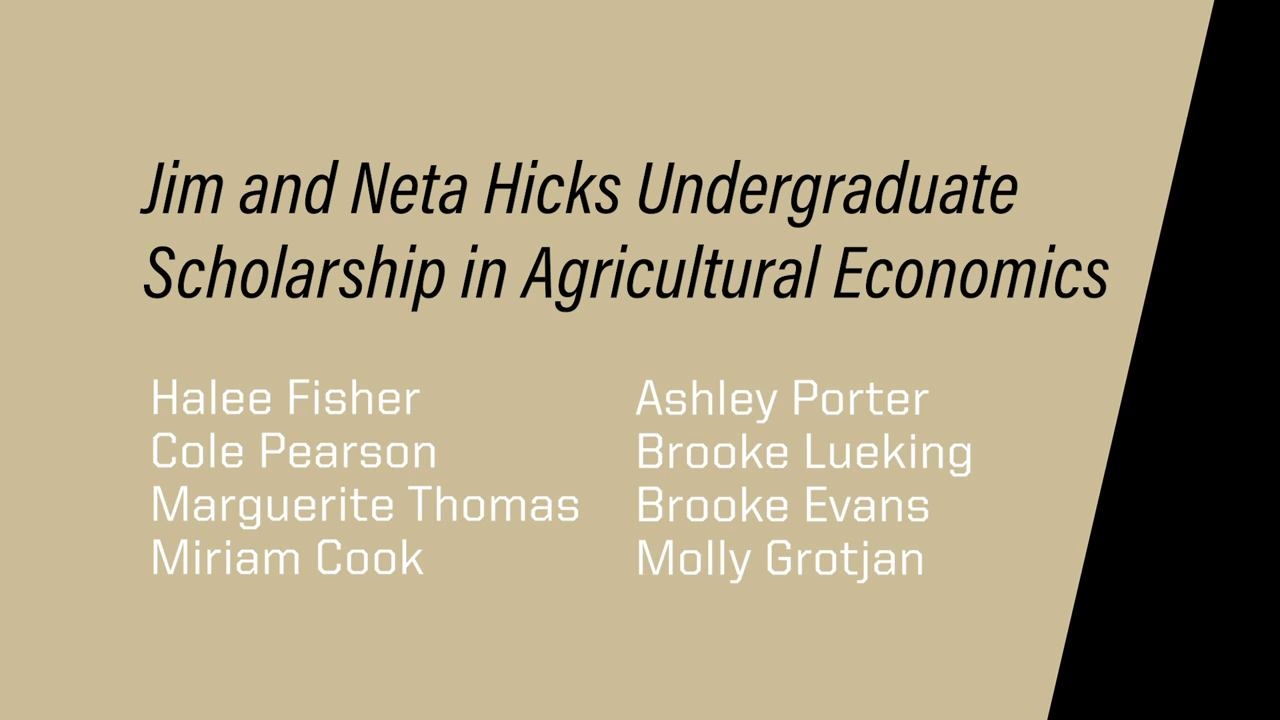 Jim and Neta Hicks Undergraduate
Scholarship in Agricultural Economics
Halee Fisher
Cole Pearson
Marguerite Thomas
Miriam Cook
Ashley Porter
Brooke Lueking
Brooke Evans
Molly Grotjan